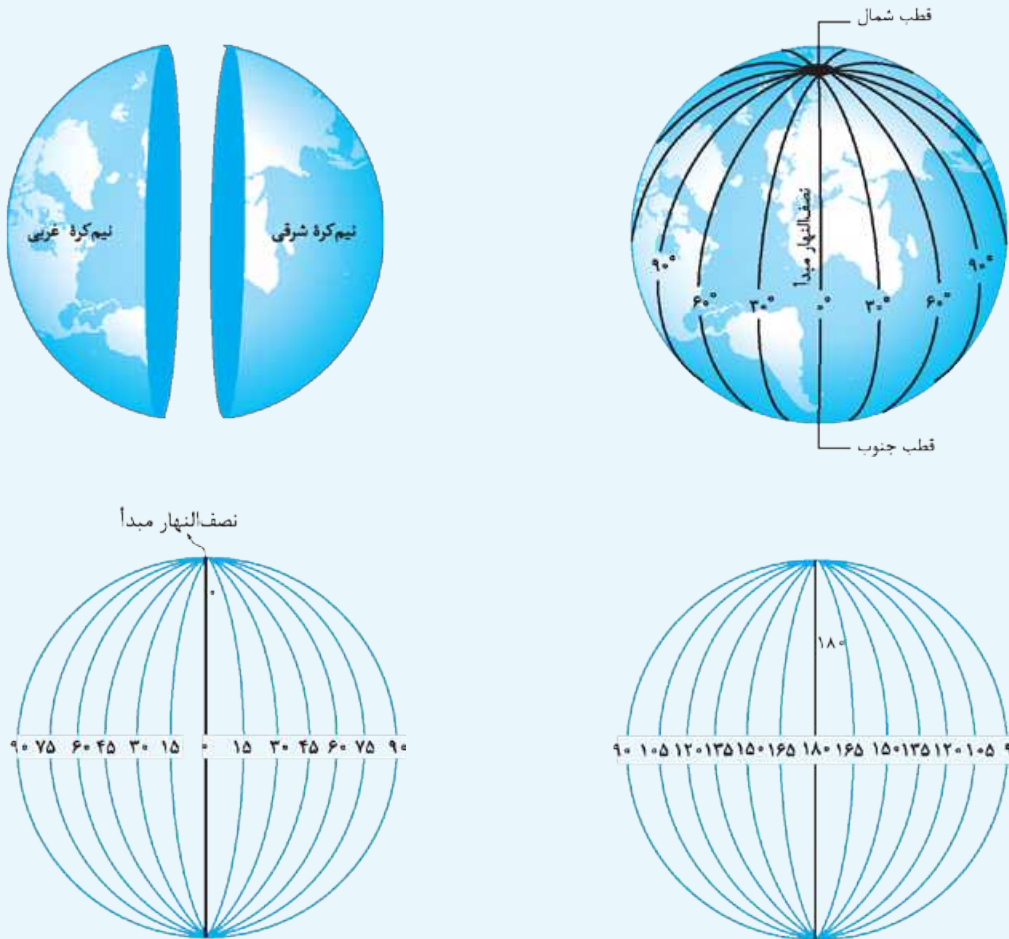 قطب شمال
نیم‌کرهٔ شرقی
نیم‌کرهٔ غربی
نصف‌النهار مبدأ
۹۰° ۶۰° ۳۰° ۰° ۳۰° ۶۰° ۹۰°
قطب جنوب
نصف‌النهار مبدأ
۰
۹۰ ۷۵ ۶۰ ۴۵ ۳۰ ۱۵ ۰ ۱۵ ۳۰ ۴۵ ۶۰ ۷۵ ۹۰
۱۸۰
۹۰ ۱۰۵ ۱۲۰ ۱۳۵ ۱۵۰ ۱۶۵ ۱۸۰ ۱۶۵ ۱۵۰ ۱۳۵ ۱۲۰ ۱۰۵ ۹